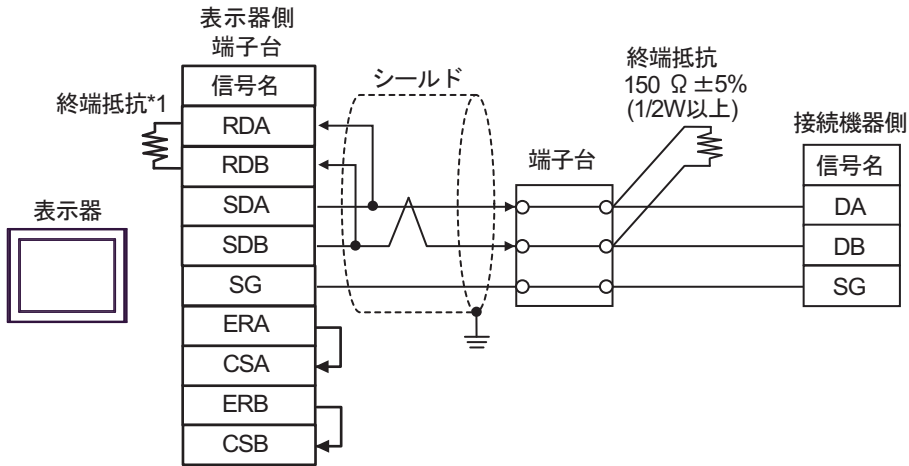 表示器側
端子台
信号名
RDA
RDB
SDA
SDB
SG
ERA
CSA
ERB
CSB
終端抵抗*1
表示器
シールド
端子台
終端抵抗
150 Ω ±5%
(1/2W以上)
接続機器側
信号名
DA
DB
SG